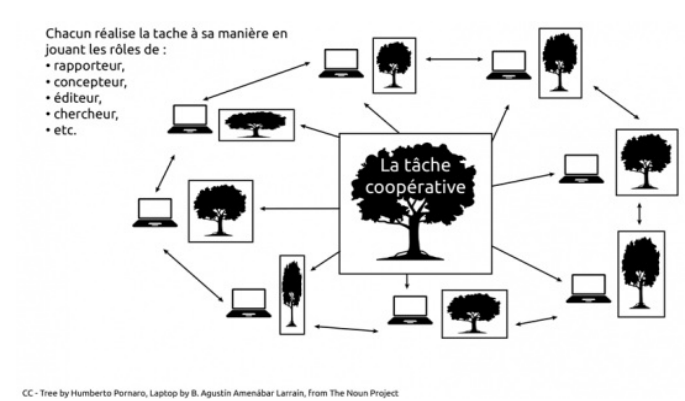 Chacun réalise la tache à sa manière en
jouant les rôles de :
• rapporteur,
• concepteur,
• éditeur,
• chercheur,
• etc.
La tâche
coopérative
CC - Tree by Humberto Pornaro, Laptop by B. Agustín Amenábar Larraín, from The Noun Project